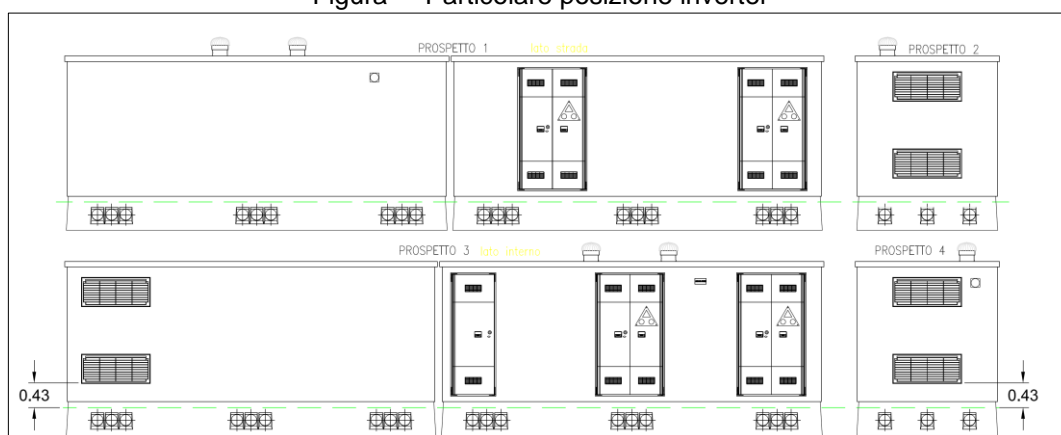 Figura – Particolare posizione inverter
PROSPETTO 1 lato strada
PROSPETTO 2
PROSPETTO 3 lato interno
PROSPETTO 4
0.43
0.43